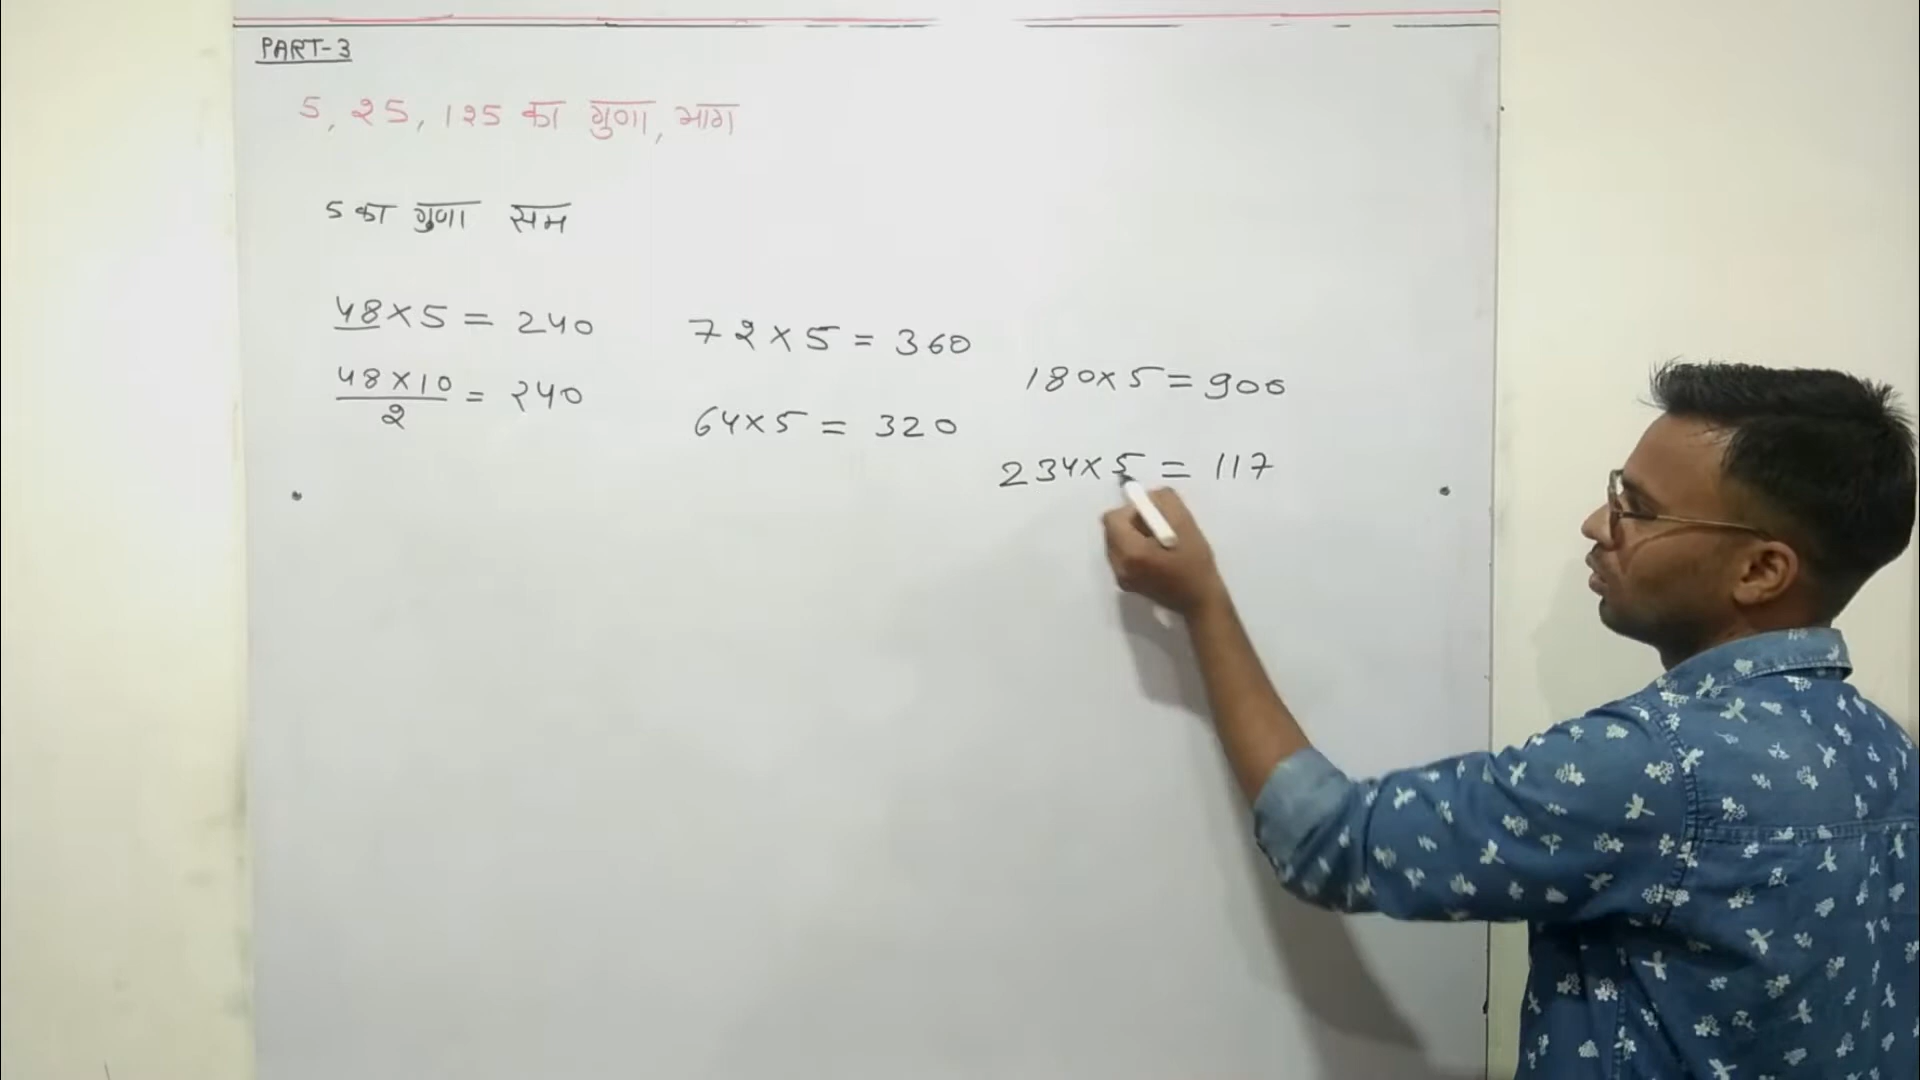 PART-3
5, 25, 125 का गुणा, भाग
5 का गुणा सम
48×5 = 240
48×10/2 = 240
72×5 = 360
64×5 = 320
180×5 = 900
234×5 = 117